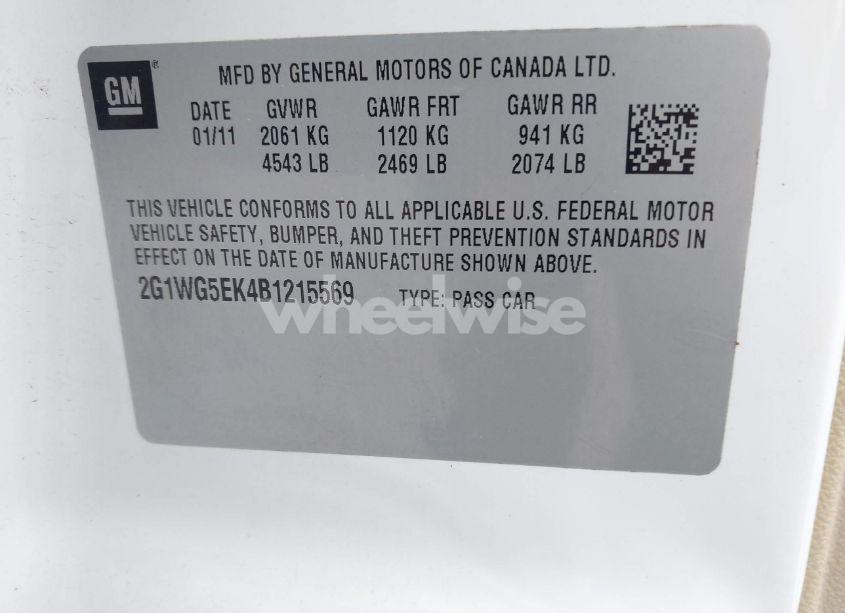 GM®
MFD BY GENERAL MOTORS OF CANADA LTD.
DATE GVWR GAWR FRT GAWR RR
01/11 2061 KG 1120 KG 941 KG
4543 LB 2469 LB 2074 LB
THIS VEHICLE CONFORMS TO ALL APPLICABLE U.S. FEDERAL MOTOR
VEHICLE SAFETY, BUMPER, AND THEFT PREVENTION STANDARDS IN
EFFECT ON THE DATE OF MANUFACTURE SHOWN ABOVE.
2G1WG5EK4B1215569 TYPE: PASS CAR
wheelwise